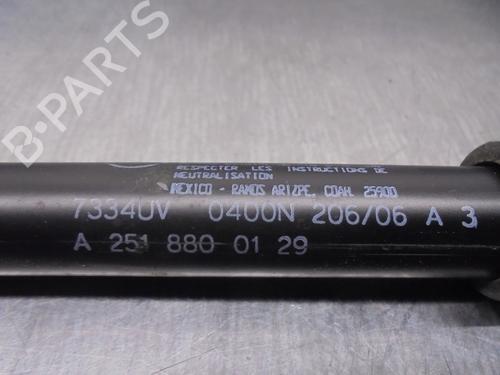 RESPECTER LES INSTRUCTIONS DE
NEUTRALISATION
MEXICO - RAMOS ARIZPE, COAH. 25900
7334UV 0400N 206/06 A 3
A 251 880 01 29
B-PARTS